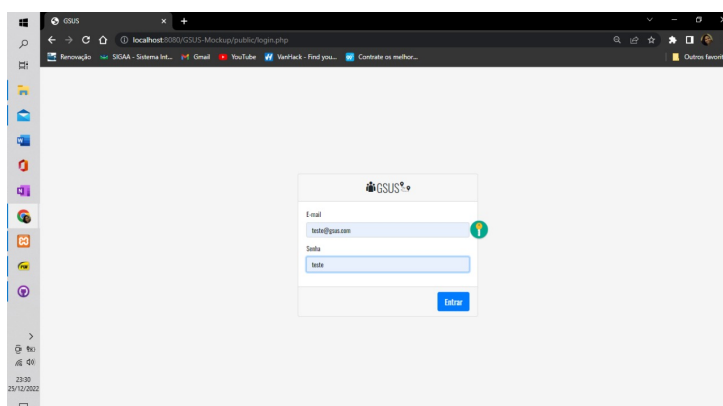 GSUS
localhost:8080/GSUS-Mockup/public/login.php
Renovação
SIGAA - Sistema Int...
Gmail
YouTube
VanHack - Find you...
Contrate os melhor...
Outros favorit
GSUS
E-mail
teste@gsus.com
Senha
teste
Entrar
23:30
25/12/2022